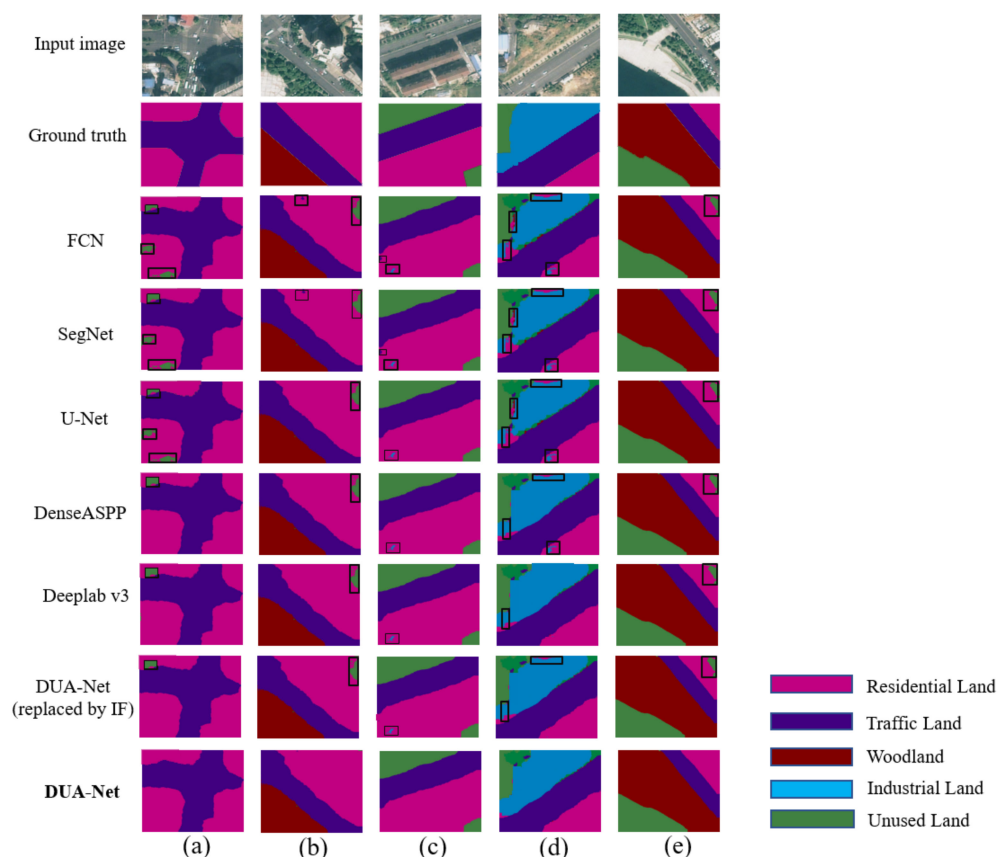 Input image
Ground truth
FCN
SegNet
U-Net
DenseASPP
Deeplab v3
DUA-Net
(replaced by IF)
DUA-Net
(a) (b) (c) (d) (e)
Residential Land
Traffic Land
Woodland
Industrial Land
Unused Land